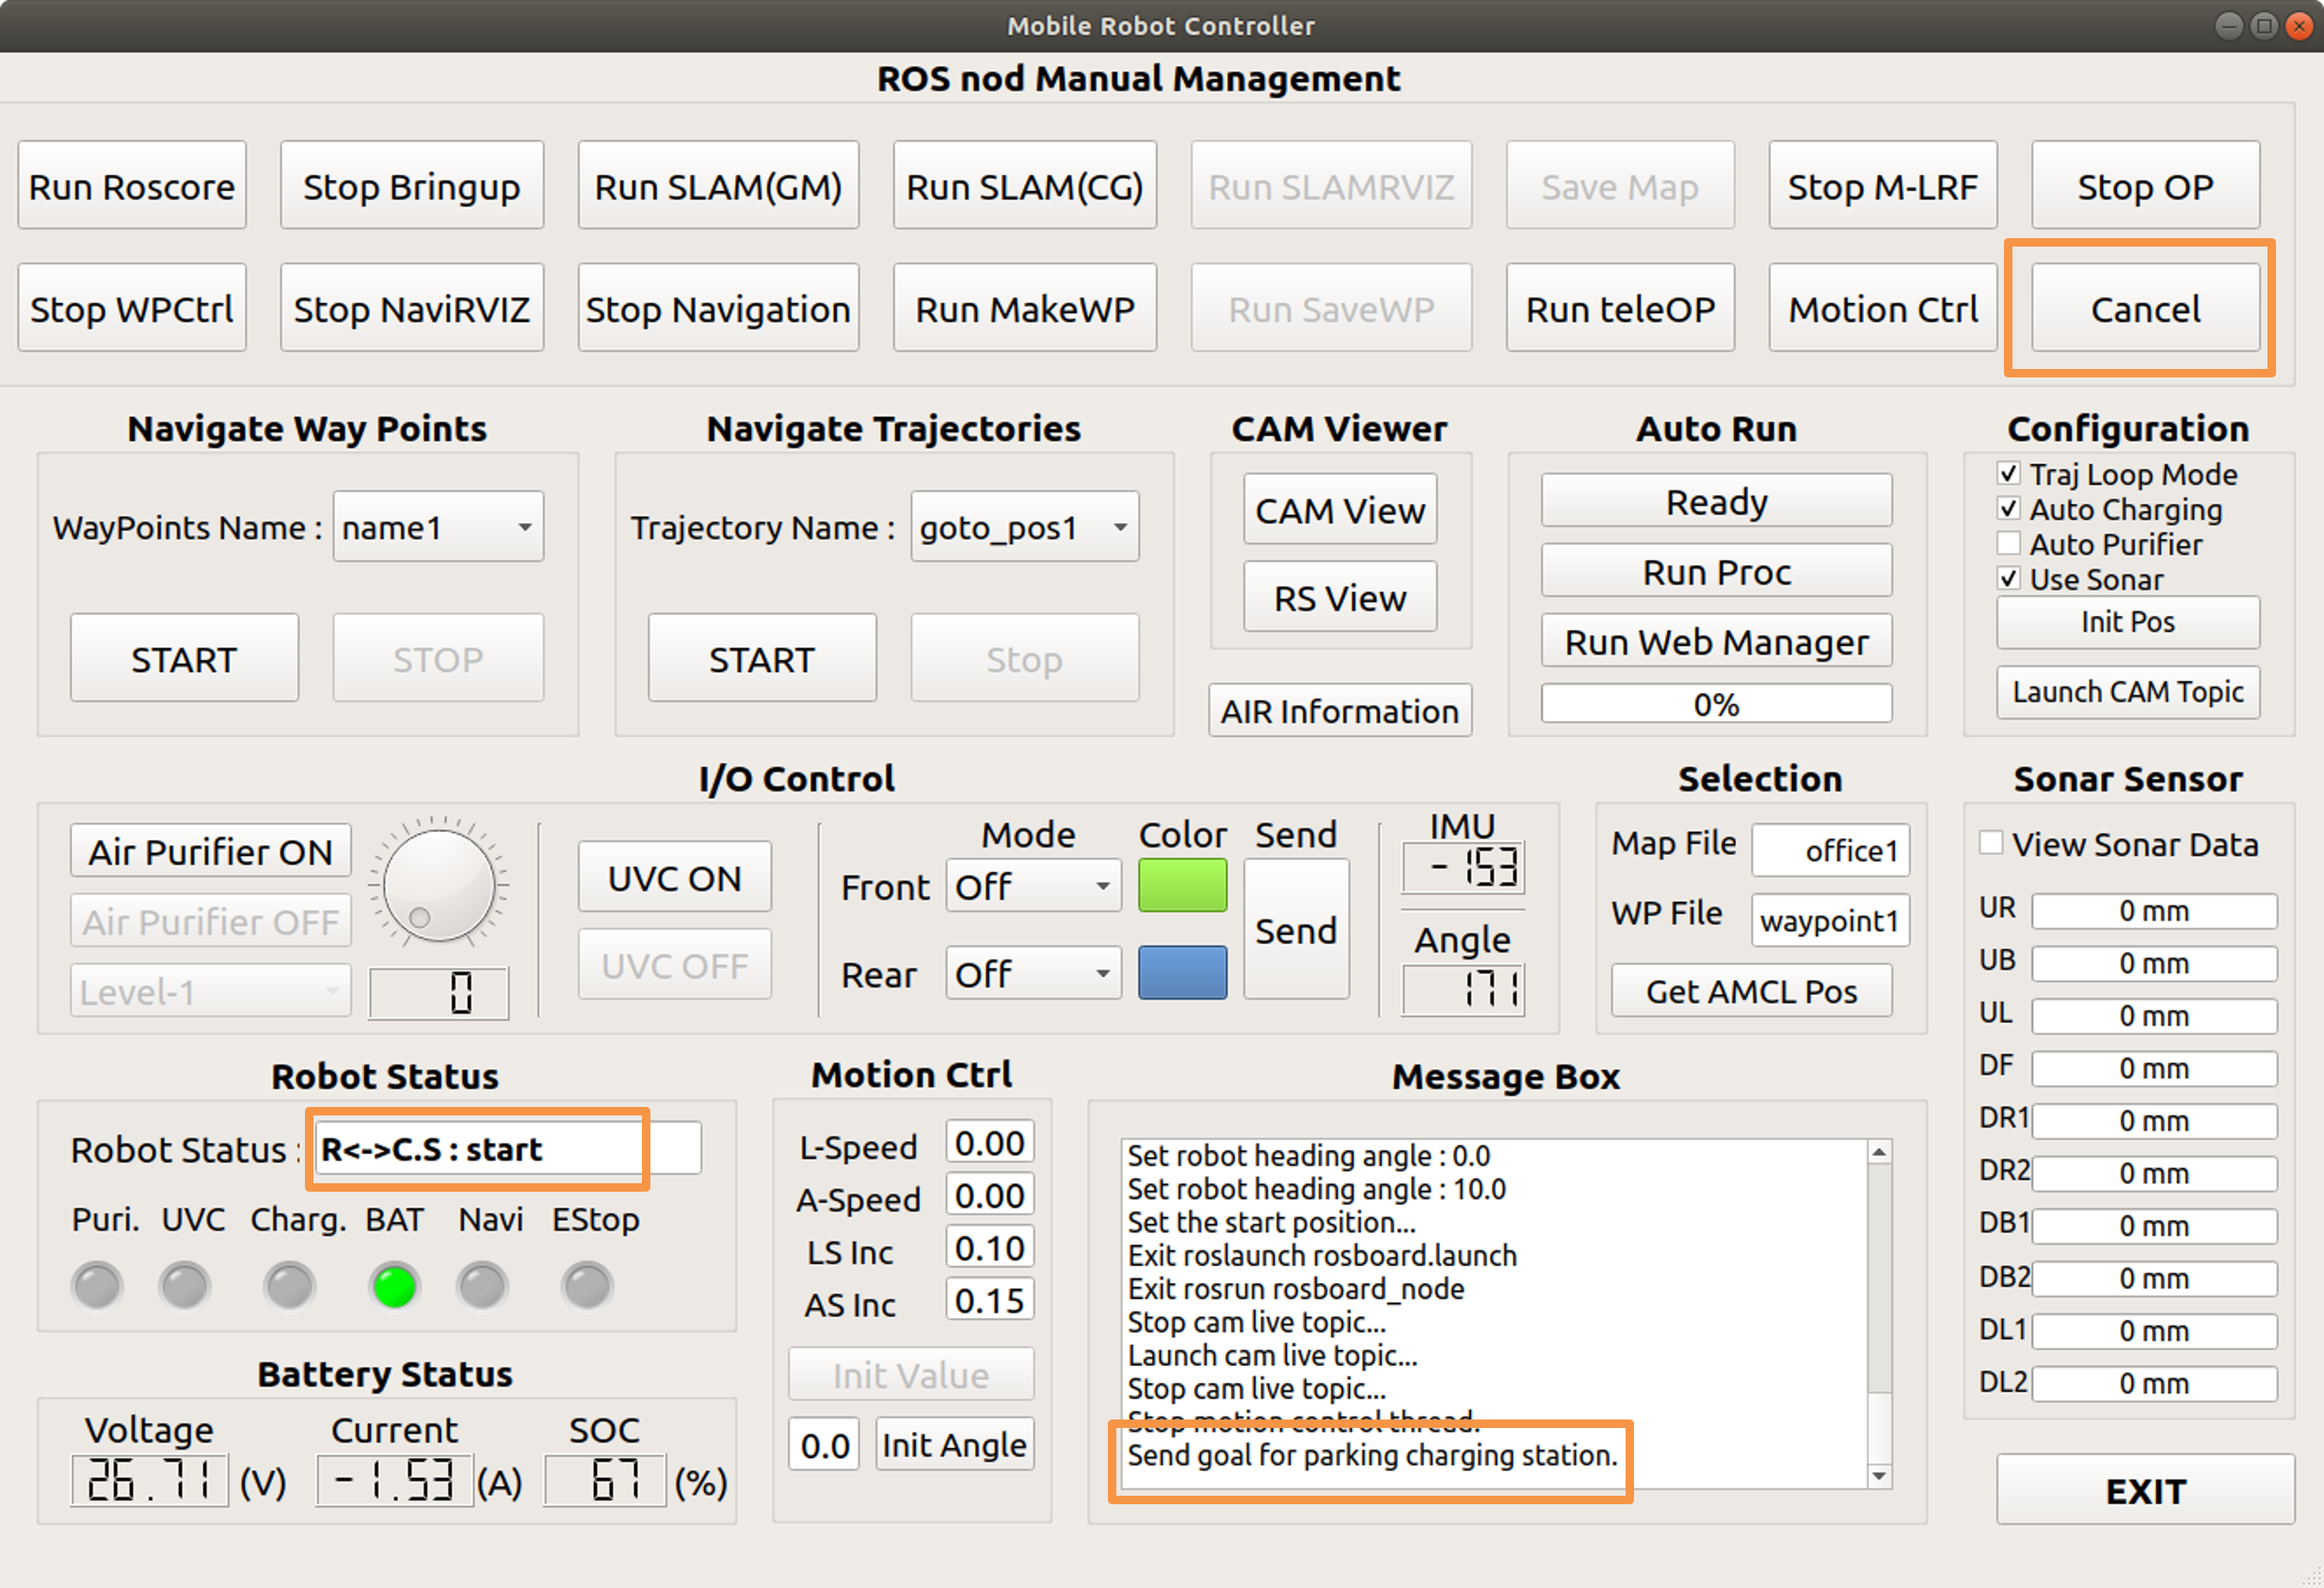 Mobile Robot Controller
ROS nod Manual Management
Run Roscore
Stop Bringup
Run SLAM(GM)
Run SLAM(CG)
Run SLAMRVIZ
Save Map
Stop M-LRF
Stop OP
Stop WPCtrl
Stop NaviRVIZ
Stop Navigation
Run MakeWP
Run SaveWP
Run teleOP
Motion Ctrl
Cancel
Navigate Way Points
WayPoints Name :
name1
START
STOP
Navigate Trajectories
Trajectory Name :
goto_pos1
START
Stop
CAM Viewer
CAM View
RS View
AIR Information
Auto Run
Ready
Run Proc
Run Web Manager
0%
Configuration
Traj Loop Mode
Auto Charging
Auto Purifier
Use Sonar
Init Pos
Launch CAM Topic
I/O Control
Air Purifier ON
Air Purifier OFF
Level-1
0
UVC ON
UVC OFF
Mode
Color
Send
Front
Off
Rear
Off
Send
IMU
-153
Angle
171
Selection
Map File
office1
WP File
waypoint1
Get AMCL Pos
Sonar Sensor
View Sonar Data
UR 0 mm
UB 0 mm
UL 0 mm
DF 0 mm
DR1 0 mm
DR2 0 mm
DB1 0 mm
DB2 0 mm
DL1 0 mm
DL2 0 mm
Robot Status
Robot Status :
R<->C.S : start
Puri. UVC Charg. BAT Navi EStop
Battery Status
Voltage
Current
SOC
26.71 (V)
-1.53 (A)
67 (%)
Motion Ctrl
L-Speed 0.00
A-Speed 0.00
LS Inc 0.10
AS Inc 0.15
Init Value
0.0
Init Angle
Message Box
Set robot heading angle : 0.0
Set robot heading angle : 10.0
Set the start position...
Exit roslaunch rosboard.launch
Exit rosrun rosboard_node
Stop cam live topic...
Launch cam live topic...
Stop cam live topic...
Stop motion control thread.
Send goal for parking charging station.
EXIT